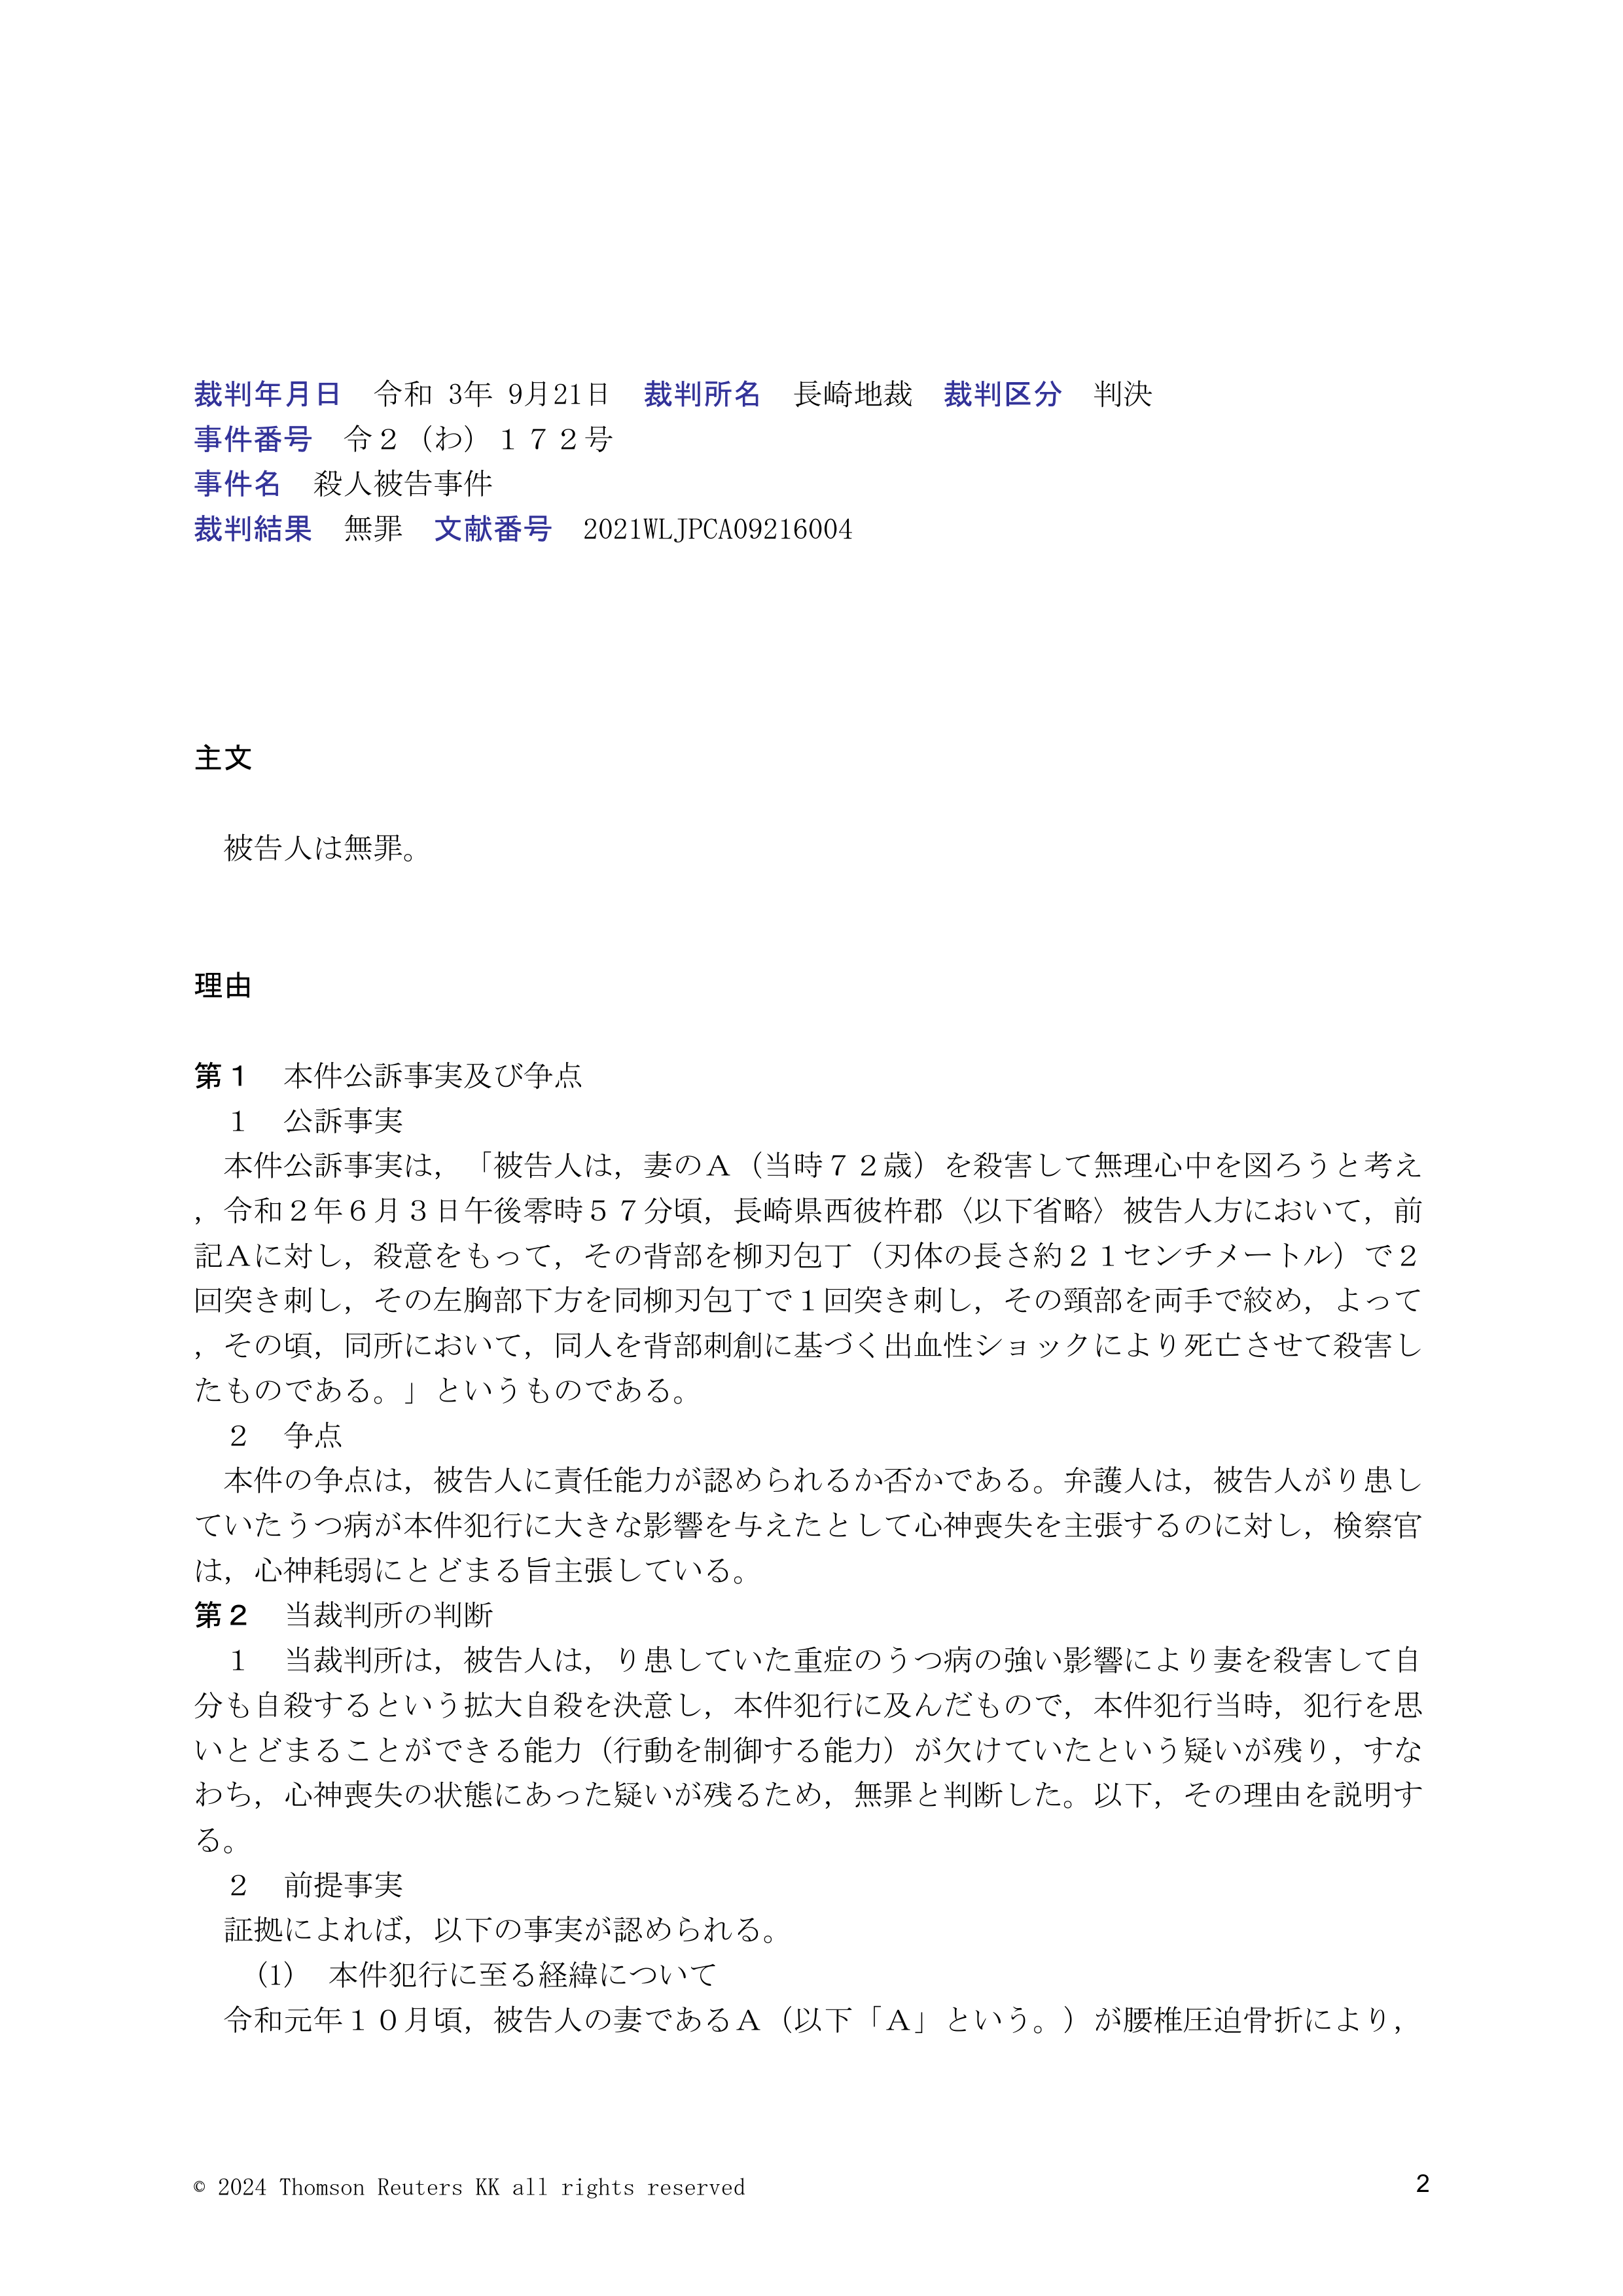 裁判年月日　令和 3年 9月21日　裁判所名　長崎地裁　裁判区分　判決
事件番号　令２（わ）１７２号
事件名　殺人被告事件
裁判結果　無罪　文献番号　2021WLJPCA09216004
主文
被告人は無罪。
理由
第１　本件公訴事実及び争点
１　公訴事実
本件公訴事実は，「被告人は，妻のＡ（当時７２歳）を殺害して無理心中を図ろうと考え
，令和２年６月３日午後零時５７分頃，長崎県西彼杵郡〈以下省略〉被告人方において，前
記Ａに対し，殺意をもって，その背部を柳刃包丁（刃体の長さ約２１センチメートル）で２
回突き刺し，その左胸部下方を同柳刃包丁で１回突き刺し，その頸部を両手で絞め，よって
，その頃，同所において，同人を背部刺創に基づく出血性ショックにより死亡させて殺害し
たものである。」というものである。
２　争点
本件の争点は，被告人に責任能力が認められるか否かである。弁護人は，被告人がり患し
ていたうつ病が本件犯行に大きな影響を与えたとして心神喪失を主張するのに対し，検察官
は，心神耗弱にとどまる旨主張している。
第２　当裁判所の判断
１　当裁判所は，被告人は，り患していた重症のうつ病の強い影響により妻を殺害して自
分も自殺するという拡大自殺を決意し，本件犯行に及んだもので，本件犯行当時，犯行を思
いとどまることができる能力（行動を制御する能力）が欠けていたという疑いが残り，すな
わち，心神喪失の状態にあった疑いが残るため，無罪と判断した。以下，その理由を説明す
る。
２　前提事実
証拠によれば，以下の事実が認められる。
(1)　本件犯行に至る経緯について
令和元年１０月頃，被告人の妻であるＡ（以下「Ａ」という。）が腰椎圧迫骨折により，
© 2024 Thomson Reuters KK all rights reserved
2